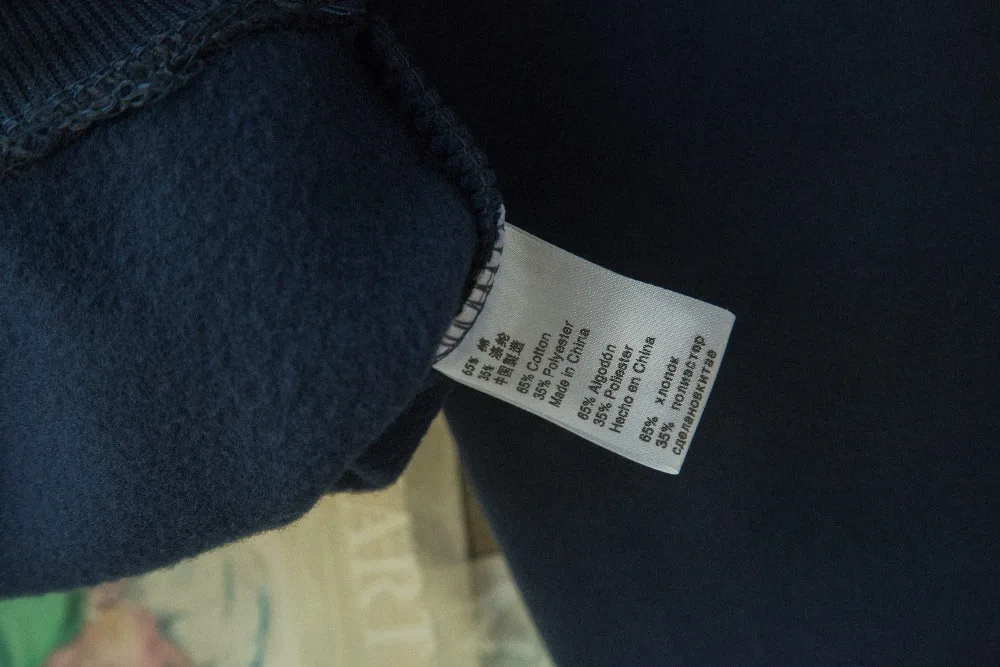 65% 棉
35% 涤纶
中国製造
65% Cotton
35% Polyester
Made in China
65% Algodón
35% Poliester
Hecho en China
65% хлопок
35% полиэстер
сделановкитае
ART